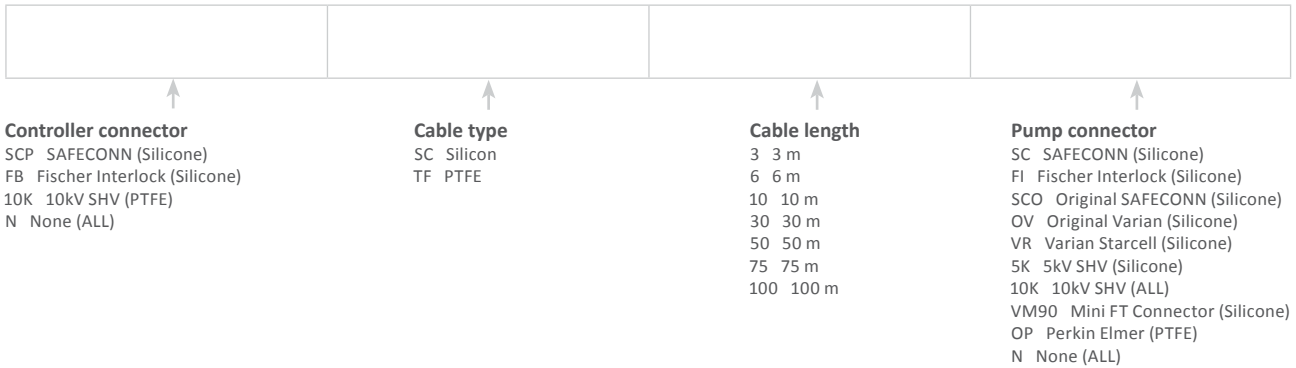 Controller connector
SCP SAFECONN (Silicone)
FB Fischer Interlock (Silicone)
10K 10kV SHV (PTFE)
N None (ALL)
Cable type
SC Silicon
TF PTFE
Cable length
3 3 m
6 6 m
10 10 m
30 30 m
50 50 m
75 75 m
100 100 m
Pump connector
SC SAFECONN (Silicone)
FI Fischer Interlock (Silicone)
SCO Original SAFECONN (Silicone)
OV Original Varian (Silicone)
VR Varian Starcell (Silicone)
5K 5kV SHV (Silicone)
10K 10kV SHV (ALL)
VM90 Mini FT Connector (Silicone)
OP Perkin Elmer (PTFE)
N None (ALL)